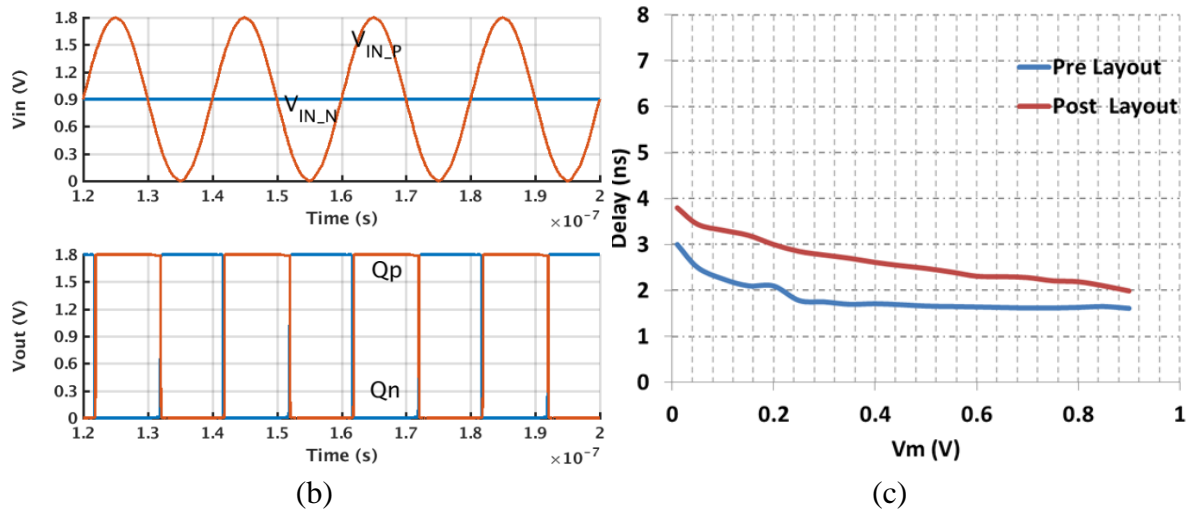 Vin (V)
1.8
1.5
1.2
0.9
0.6
0.3
0
V_IN_P
V_IN_N
1.2 1.3 1.4 1.5 1.6 1.7 1.8 1.9 2
Time (s)
×10⁻⁷
Vout (V)
1.8
1.5
1.2
0.9
0.6
0.3
0
Qp
Qn
1.2 1.3 1.4 1.5 1.6 1.7 1.8 1.9 2
Time (s)
×10⁻⁷
(b)
Delay (ns)
8
7
6
5
4
3
2
1
0
Pre Layout
Post Layout
0 0.2 0.4 0.6 0.8 1
Vm (V)
(c)